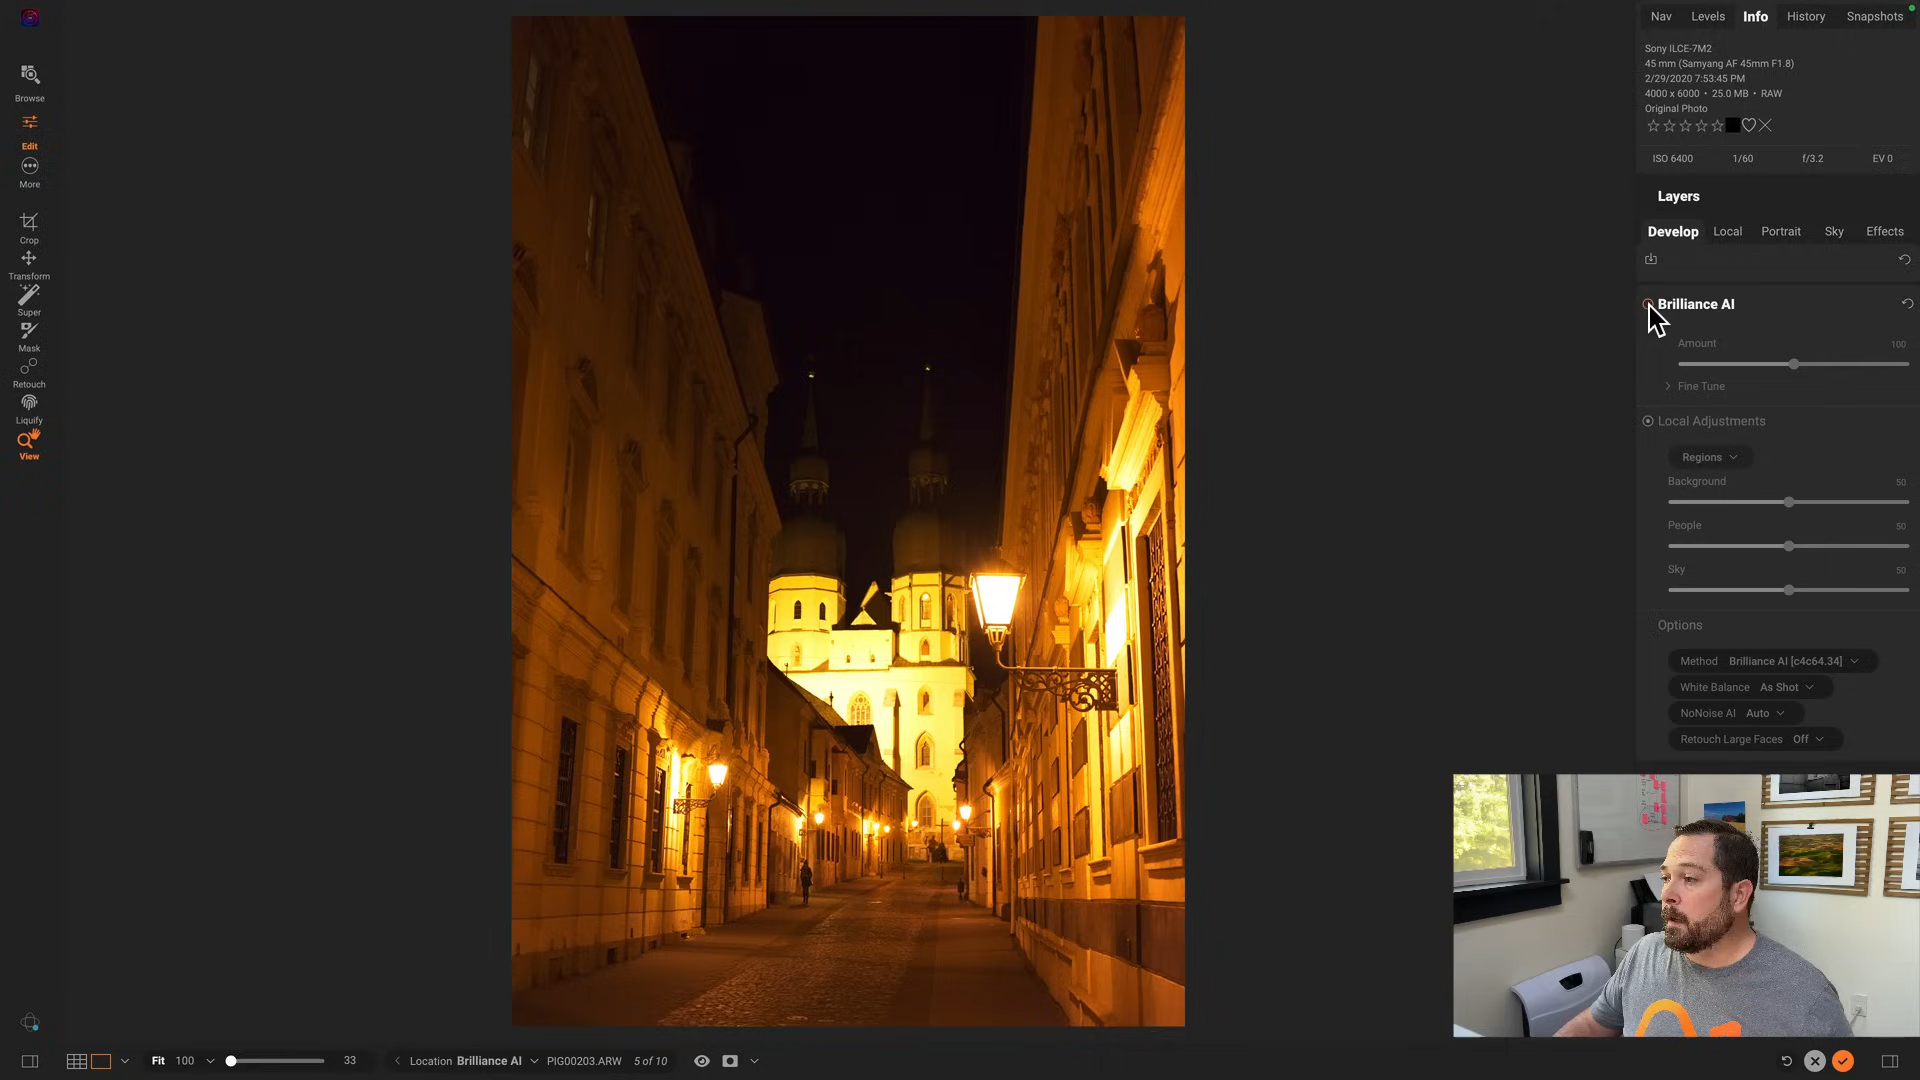 Nav Levels Info History Snapshots
Sony ILCE-7M2
45 mm (Samyang AF 45mm F1.8)
2/29/2020 7:53:45 PM
4000 x 6000 • 25.0 MB • RAW
Original Photo
ISO 6400 1/60 f/3.2 EV 0
Layers
Develop Local Portrait Sky Effects
Brilliance AI
Amount 100
Fine Tune
Local Adjustments
Regions
Background 50
People 50
Sky 50
Options
Method Brilliance AI [c4c64.34]
White Balance As Shot
NoNoise AI Auto
Retouch Large Faces Off
Browse
Edit
More
Crop
Transform
Super
Mask
Retouch
Liquify
View
Fit 100 33 Location Brilliance AI PIG00203.ARW 5 of 10